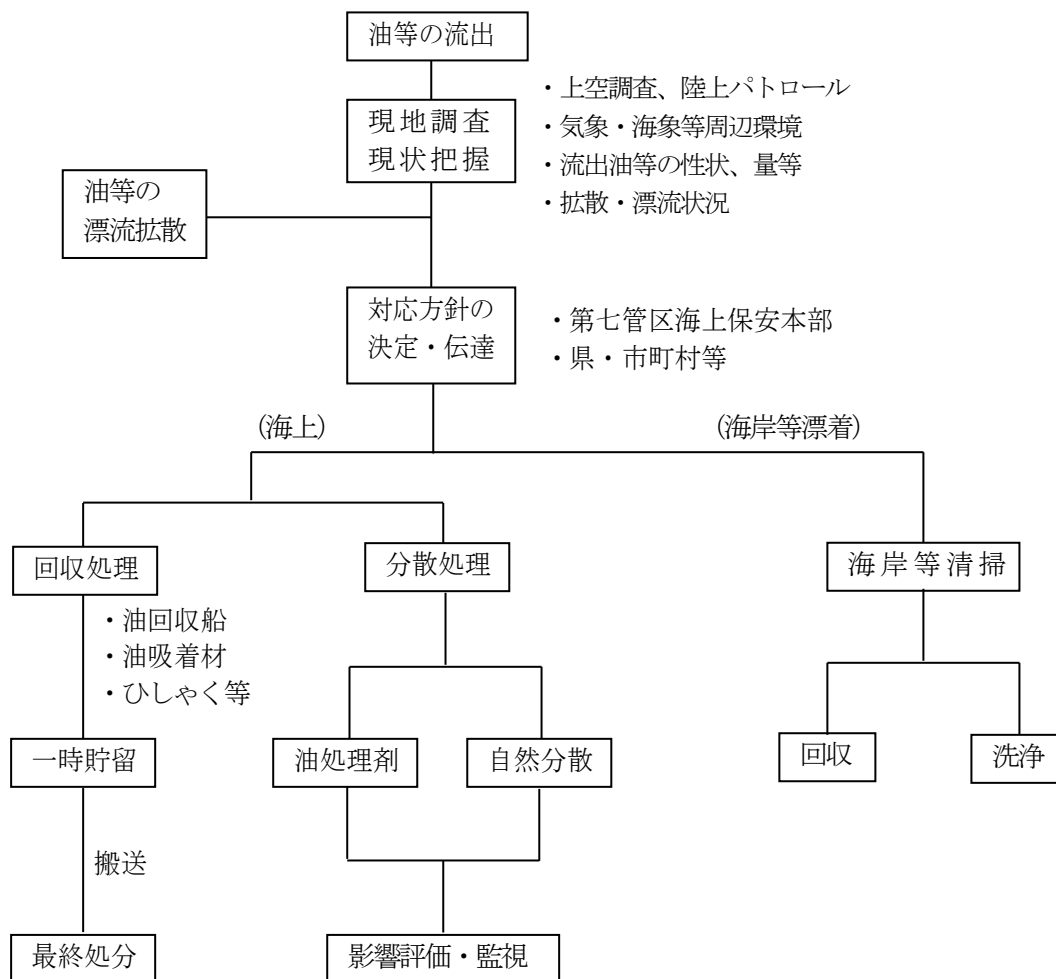 油等の流出
現地調査
現状把握
・上空調査、陸上パトロール
・気象・海象等周辺環境
・流出油等の性状、量等
・拡散・漂流状況
油等の
漂流拡散
対応方針の
決定・伝達
・第七管区海上保安本部
・県・市町村等
(海上)
(海岸等漂着)
回収処理
分散処理
海岸等清掃
・油回収船
・油吸着材
・ひしゃく等
一時貯留
油処理剤
自然分散
回収
洗浄
搬送
最終処分
影響評価・監視